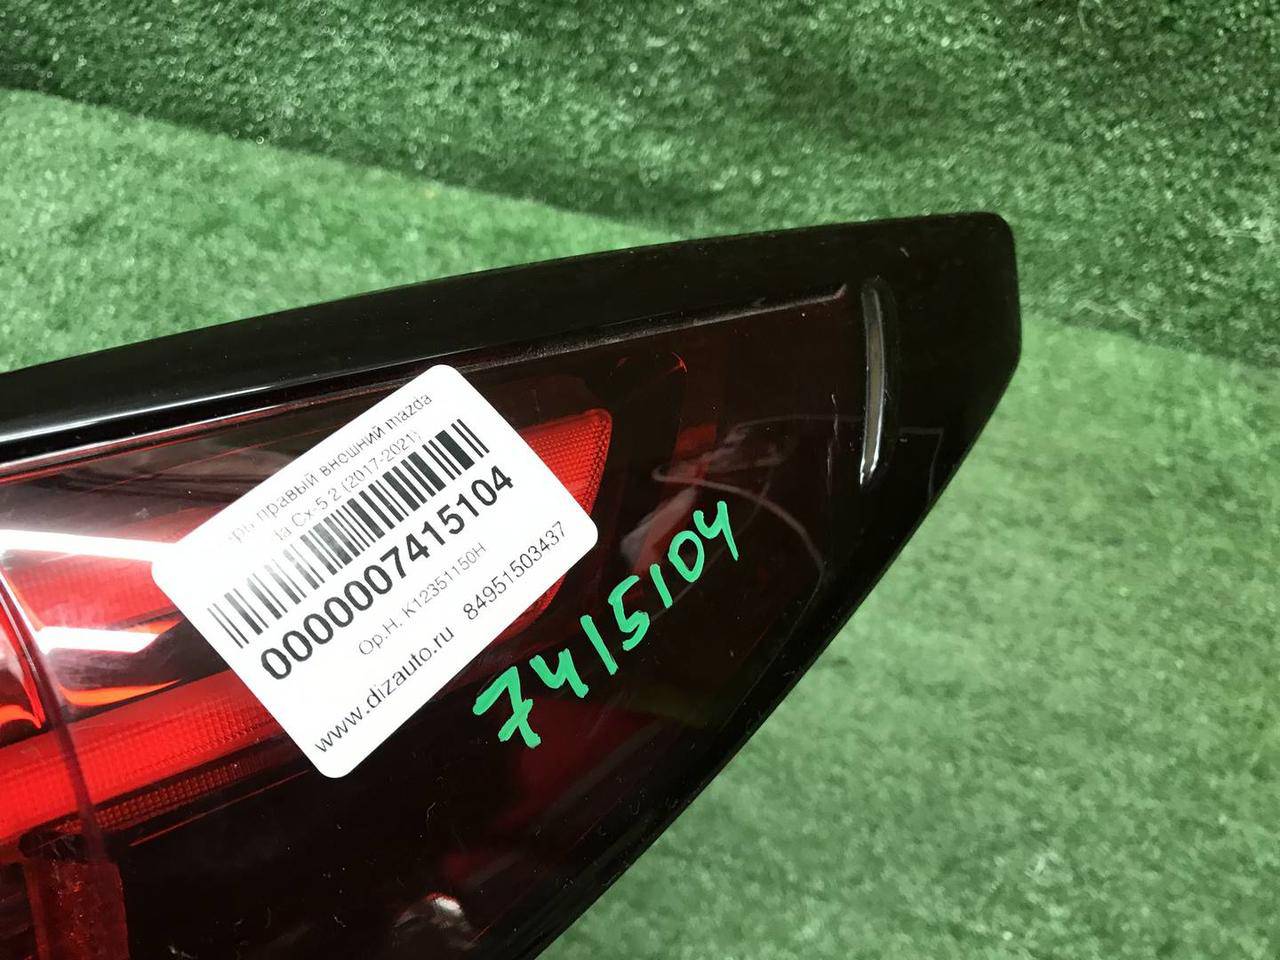 правый внешний mazda
Cx-5 2 (2017-2021)
0000007415104
Ор.Н. K12351150H
www.dizauto.ru 84951503437
7415104